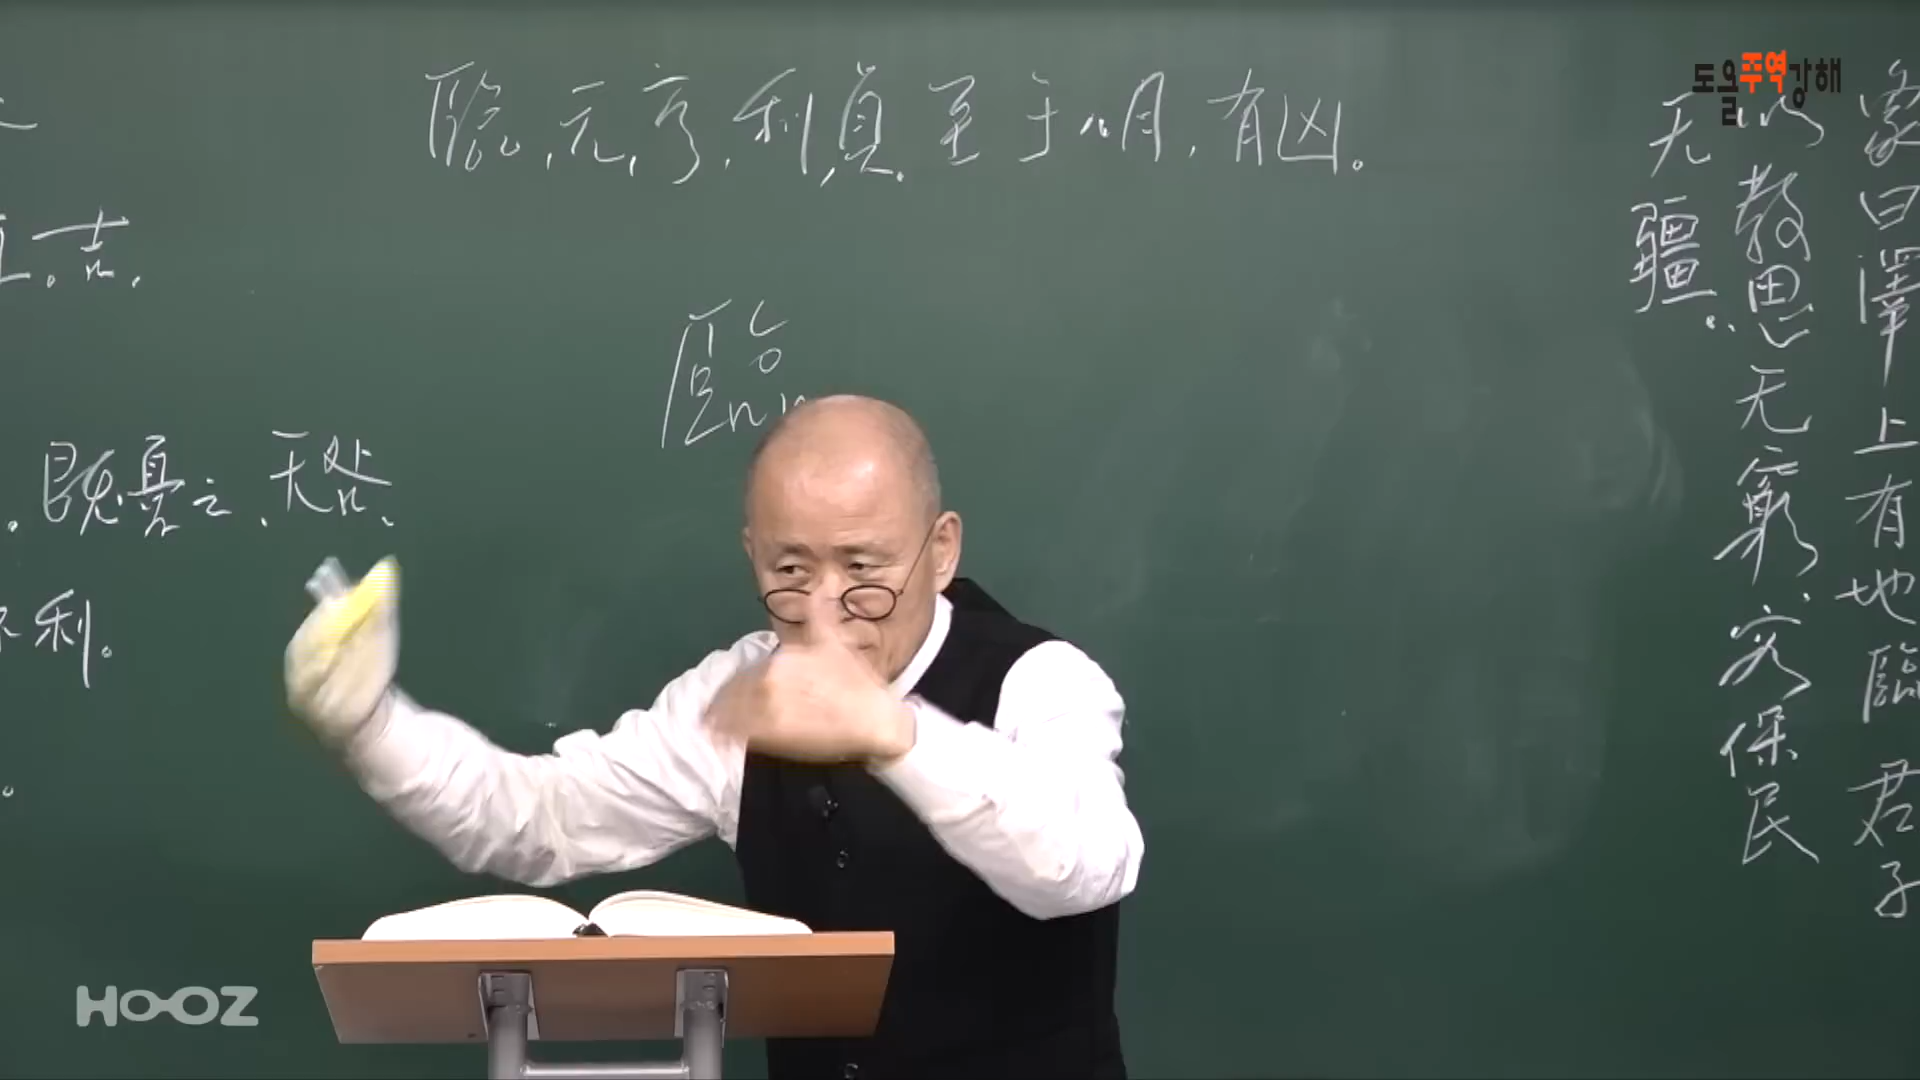 臨,元,亨,利,貞.至于八月,有凶。
臨
貞,吉.
.既憂之,无咎.
不利。
象曰澤上有地臨君子
以教思无窮,容保民
无疆.
도올주역강해
HOOZ